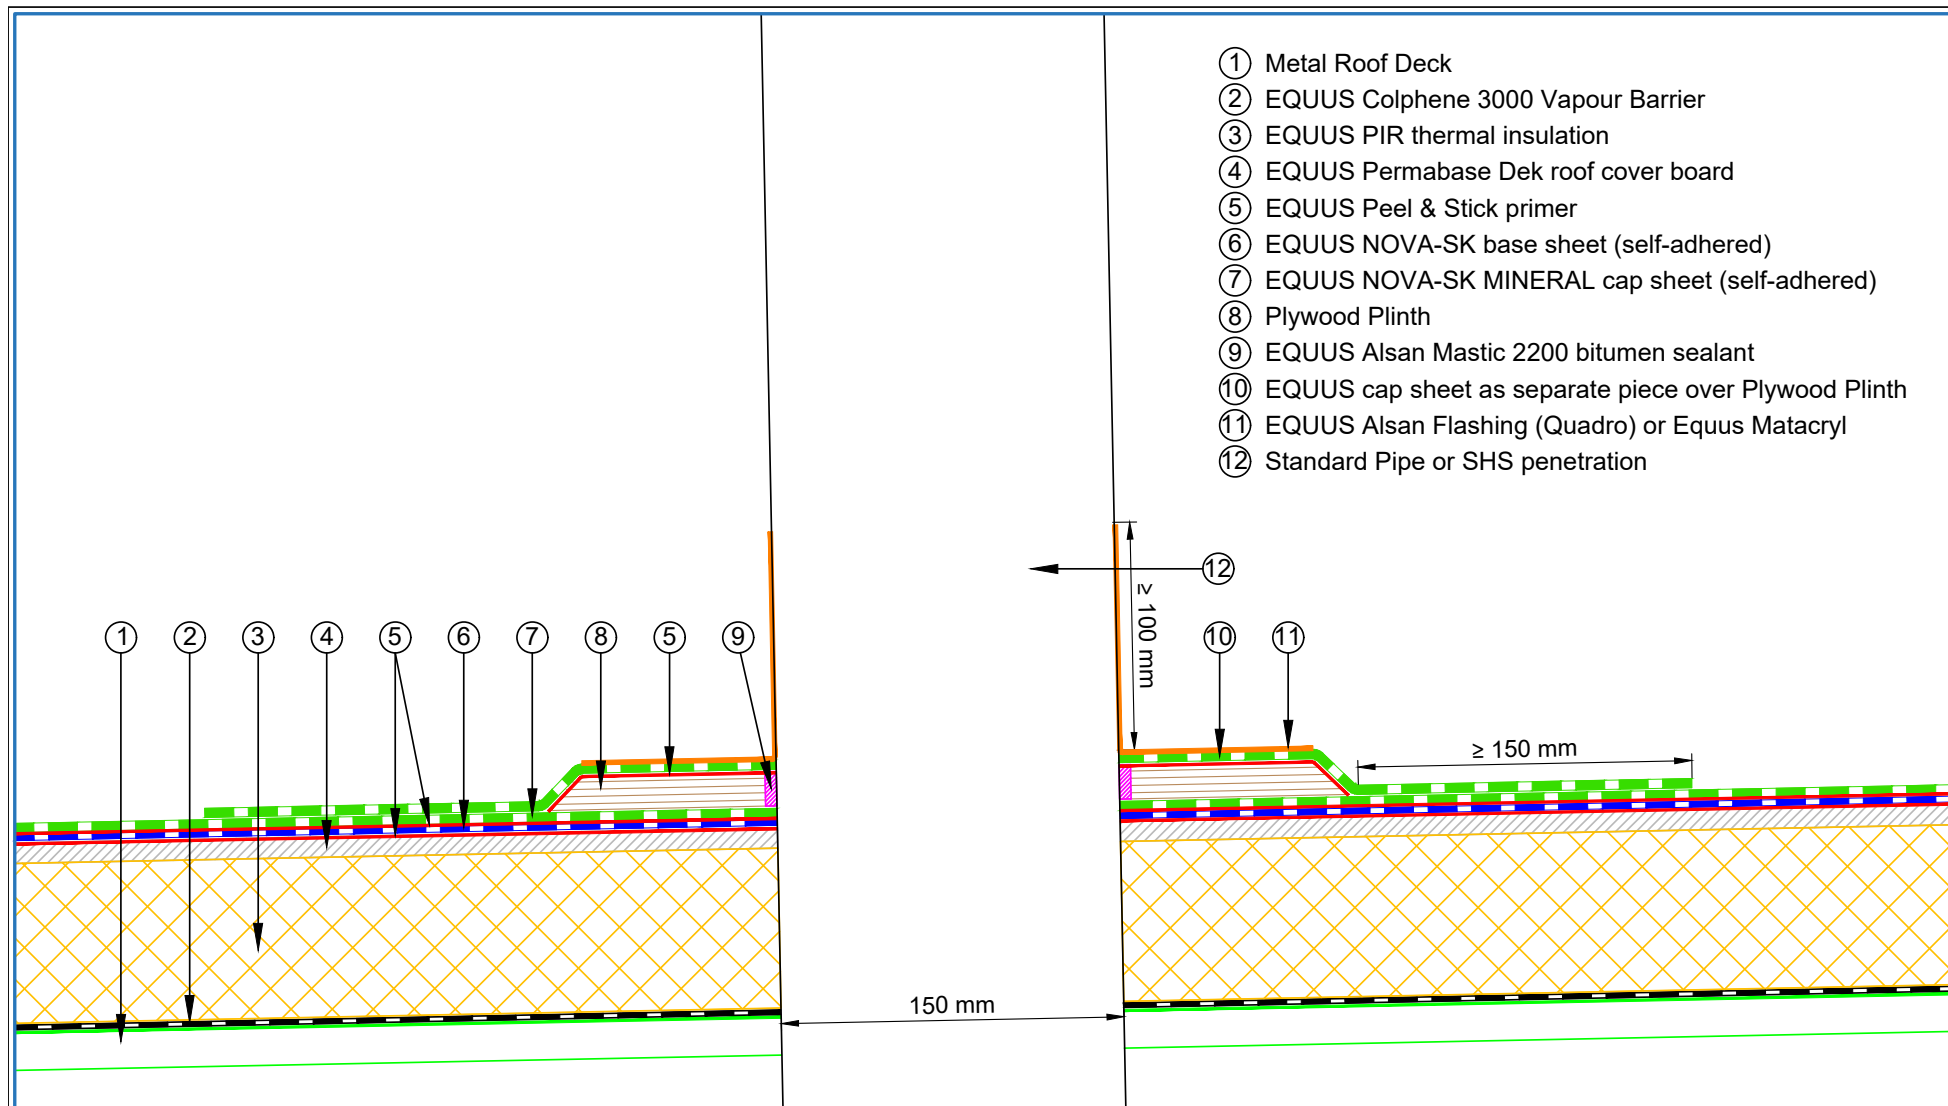 1 Metal Roof Deck
2 EQUUS Colphene 3000 Vapour Barrier
3 EQUUS PIR thermal insulation
4 EQUUS Permabase Dek roof cover board
5 EQUUS Peel & Stick primer
6 EQUUS NOVA-SK base sheet (self-adhered)
7 EQUUS NOVA-SK MINERAL cap sheet (self-adhered)
8 Plywood Plinth
9 EQUUS Alsan Mastic 2200 bitumen sealant
10 EQUUS cap sheet as separate piece over Plywood Plinth
11 EQUUS Alsan Flashing (Quadro) or Equus Matacryl
12 Standard Pipe or SHS penetration
12
≥ 100 mm
1 2 3 4 5 6 7 8 5 9 10 11
≥ 150 mm
150 mm